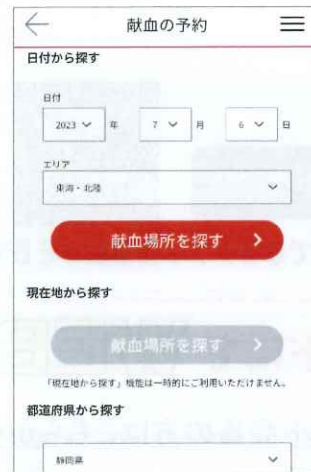 献血の予約
日付から探す
日付
2023 年 7 月 6 日
エリア
東海・北陸
献血場所を探す
現在地から探す
献血場所を探す
「現在地から探す」機能は一時的にご利用いただけません。
都道府県から探す
静岡県